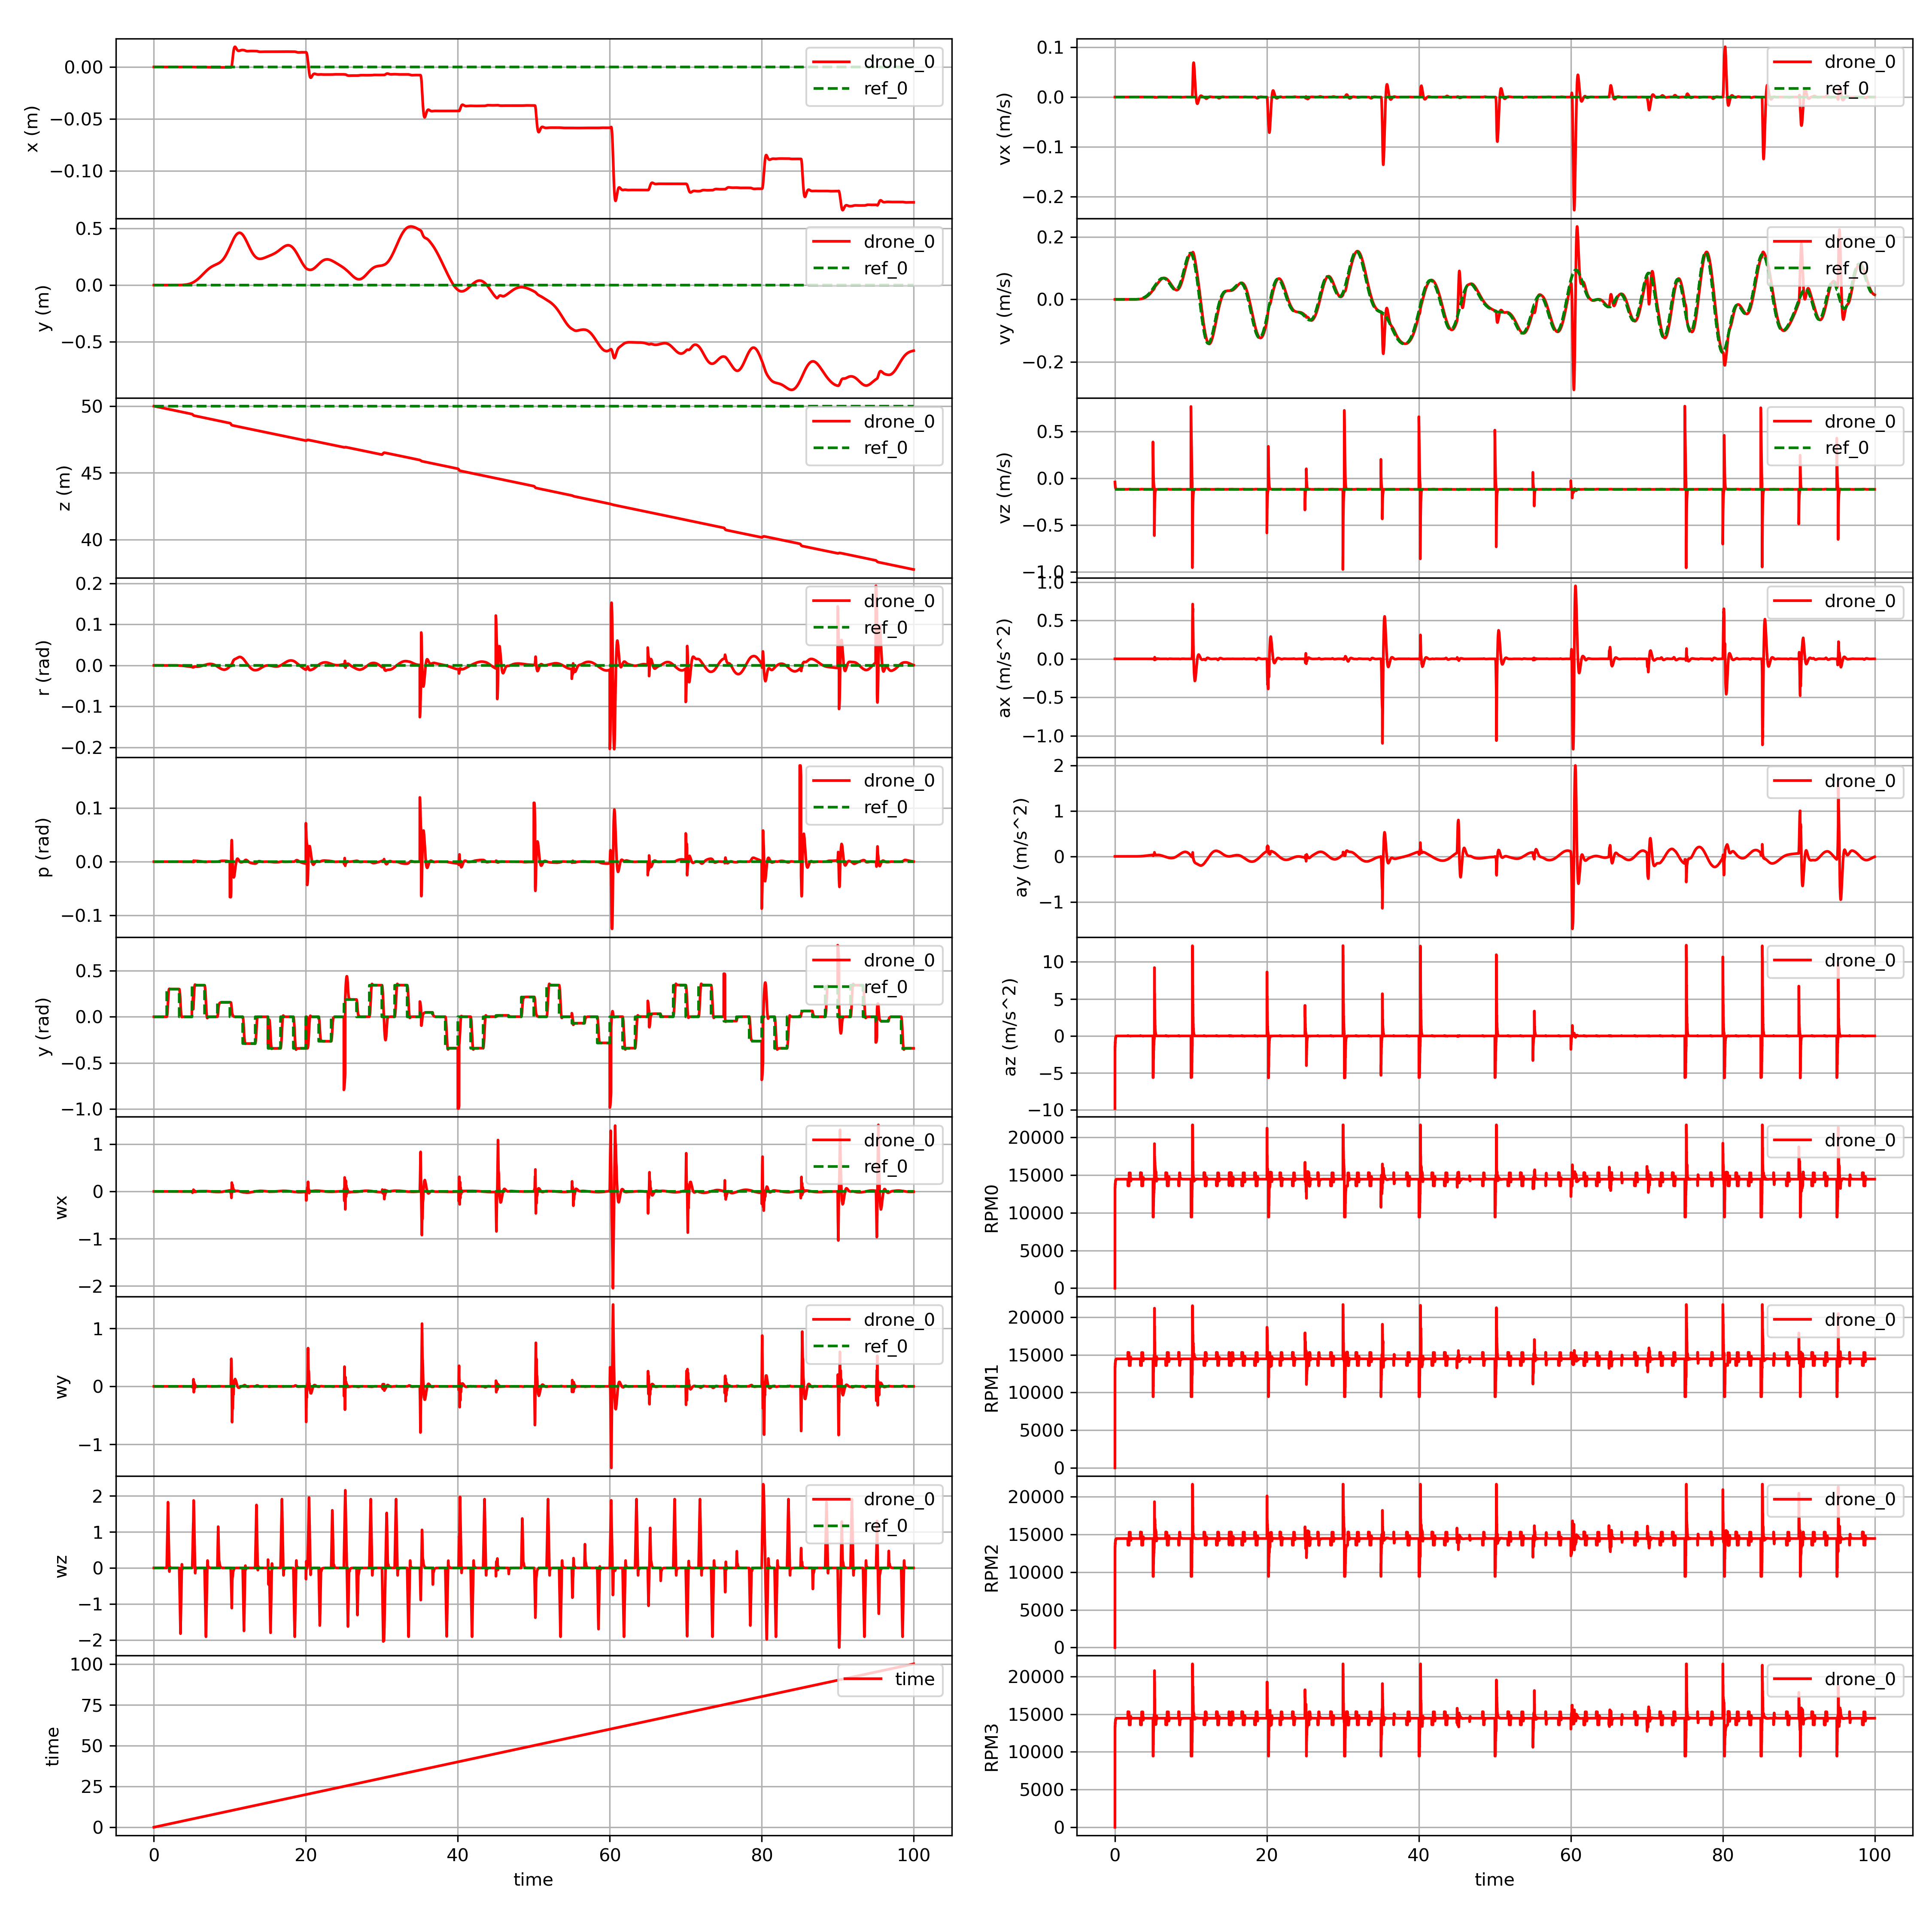 0.00
−0.05
−0.10
x (m)
drone_0
ref_0
0.5
0.0
−0.5
y (m)
drone_0
ref_0
50
45
40
z (m)
drone_0
ref_0
0.2
0.1
0.0
−0.1
−0.2
r (rad)
drone_0
ref_0
0.1
0.0
−0.1
p (rad)
drone_0
ref_0
0.5
0.0
−0.5
−1.0
y (rad)
drone_0
ref_0
1
0
−1
−2
wx
drone_0
ref_0
1
0
−1
wy
drone_0
ref_0
2
1
0
−1
−2
wz
drone_0
ref_0
100
75
50
25
0
time
time
0 20 40 60 80 100
time
0.1
0.0
−0.1
−0.2
vx (m/s)
drone_0
ref_0
0.2
0.0
−0.2
vy (m/s)
drone_0
ref_0
0.5
0.0
−0.5
−1.0
vz (m/s)
drone_0
ref_0
1.0
0.5
0.0
−0.5
−1.0
ax (m/s^2)
drone_0
2
1
0
−1
ay (m/s^2)
drone_0
10
5
0
−5
−10
az (m/s^2)
drone_0
20000
15000
10000
5000
0
RPM0
drone_0
20000
15000
10000
5000
0
RPM1
drone_0
20000
15000
10000
5000
0
RPM2
drone_0
20000
15000
10000
5000
0
RPM3
drone_0
0 20 40 60 80 100
time